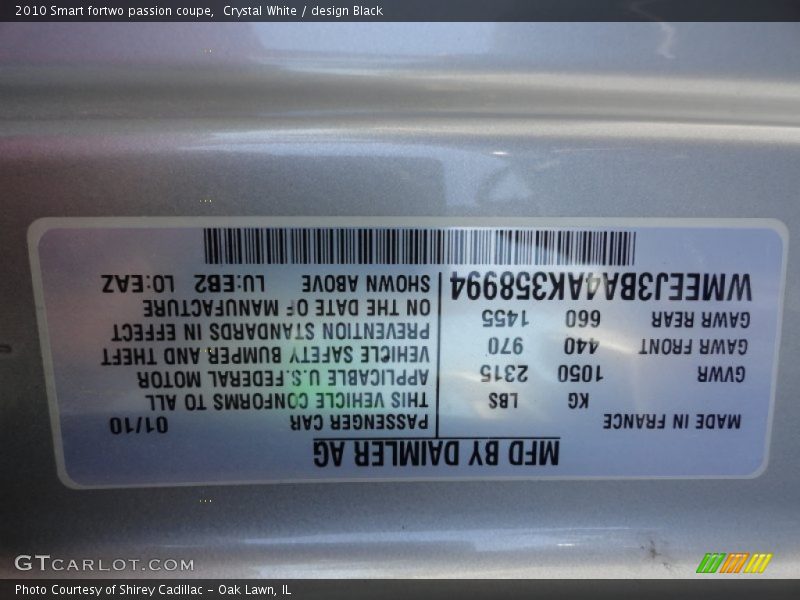 2010 Smart fortwo passion coupe, Crystal White / design Black
MFD BY DAIMLER AG
MADE IN FRANCE
KG LBS
GVWR 1050 2315
GAWR FRONT 440 970
GAWR REAR 660 1455
WMEEJ3BA4AK358994
PASSENGER CAR 01/10
THIS VEHICLE CONFORMS TO ALL
APPLICABLE U.S.FEDERAL MOTOR
VEHICLE SAFETY BUMPER AND THEFT
PREVENTION STANDARDS IN EFFECT
ON THE DATE OF MANUFACTURE
SHOWN ABOVE LU:EB2 LO:EAZ
GTCARLOT.COM
Photo Courtesy of Shirey Cadillac - Oak Lawn, IL